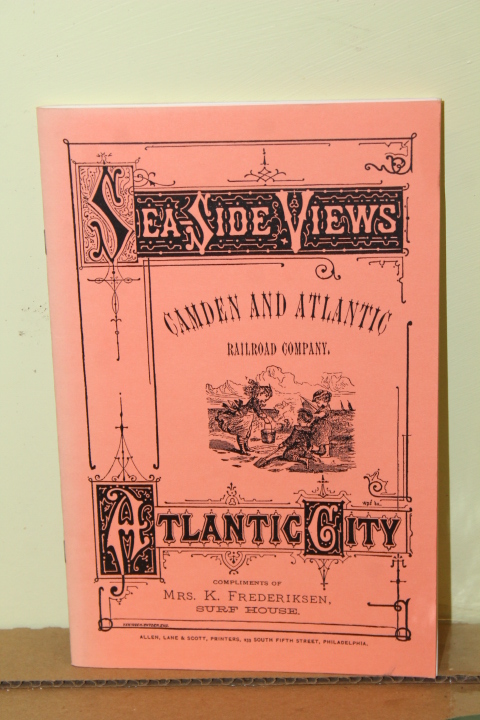 SEA SIDE VIEWS
CAMDEN AND ATLANTIC
RAILROAD COMPANY.
ATLANTIC CITY
COMPLIMENTS OF
MRS. K. FREDERIKSEN,
SURF HOUSE.
ALLEN, LANE & SCOTT, PRINTERS, 233 SOUTH FIFTH STREET, PHILADELPHIA.